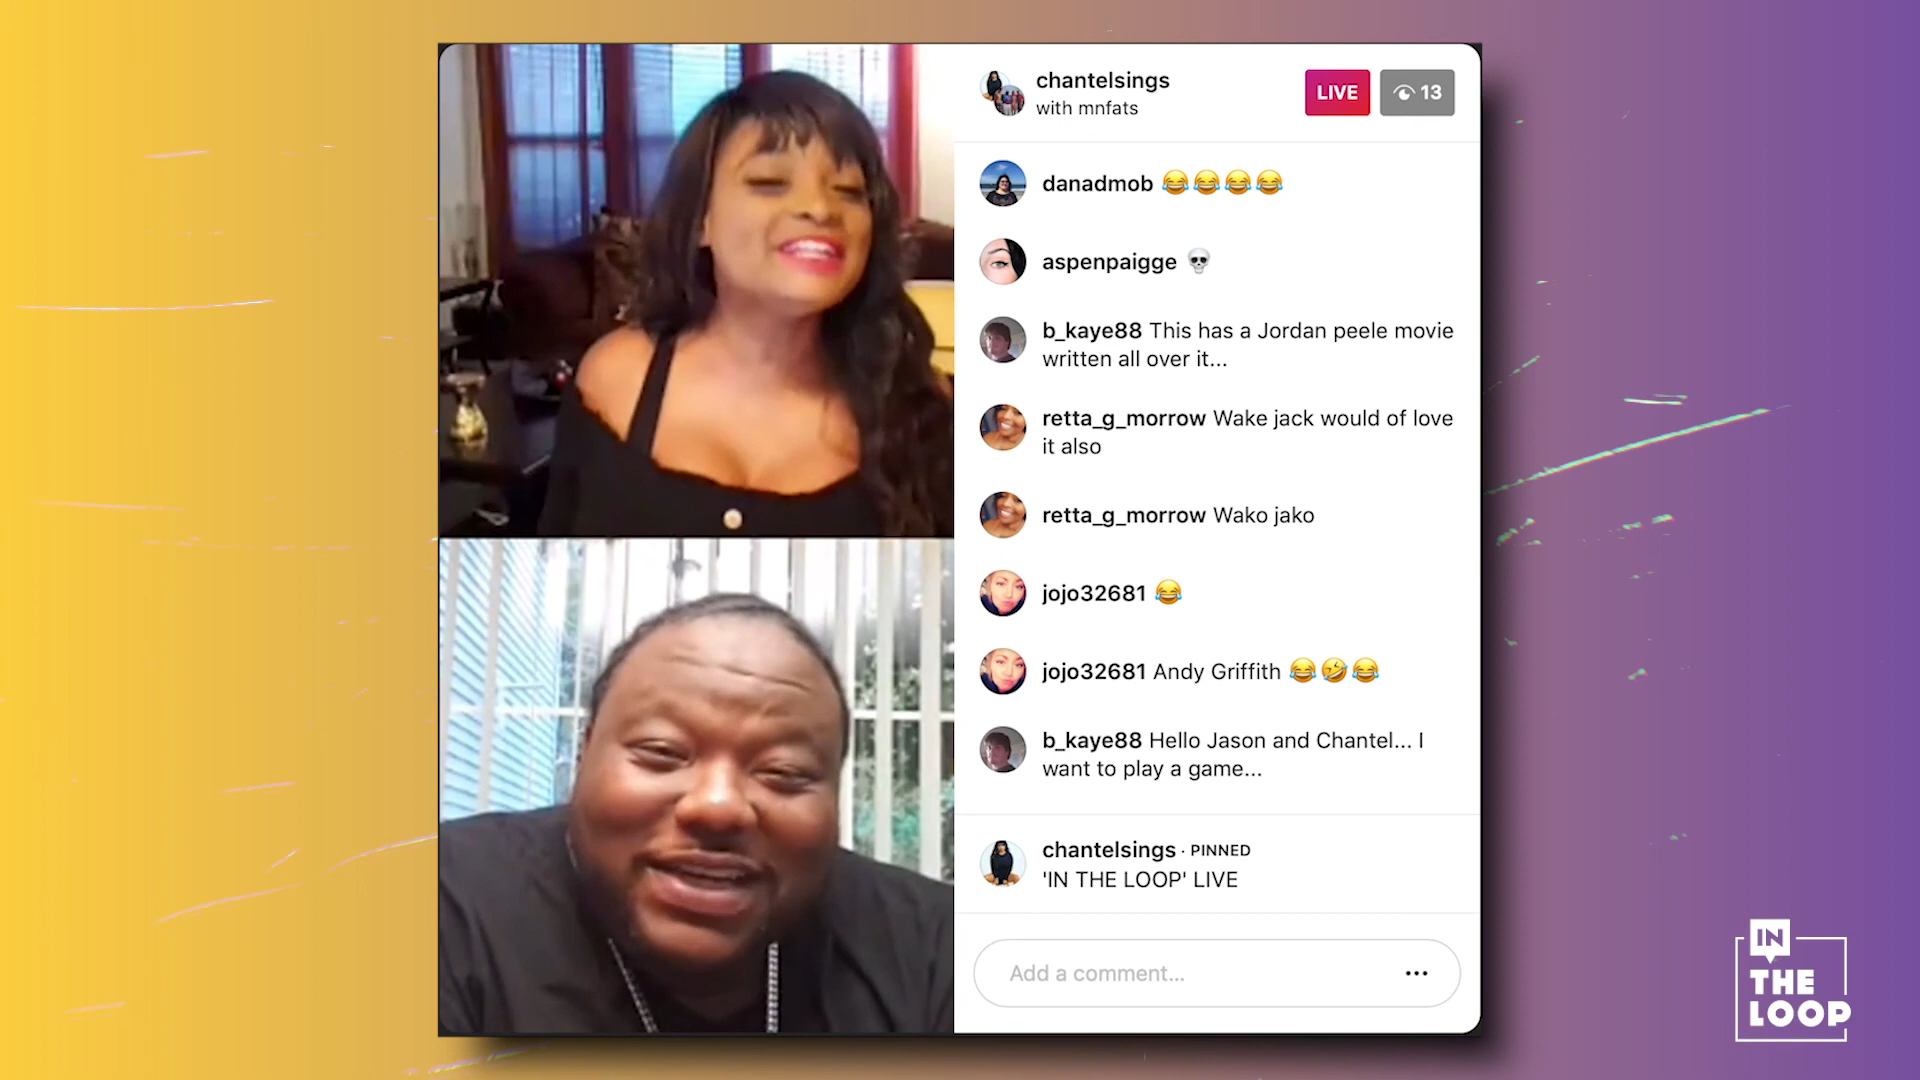 chantelsings
with mnfats
LIVE
13
danadmob 😂😂😂😂
aspenpaigge 💀
b_kaye88 This has a Jordan peele movie
written all over it...
retta_g_morrow Wake jack would of love
it also
retta_g_morrow Wako jako
jojo32681 😂
jojo32681 Andy Griffith 😂🤣😂
b_kaye88 Hello Jason and Chantel... I
want to play a game...
chantelsings · PINNED
'IN THE LOOP' LIVE
Add a comment...
IN
THE
LOOP